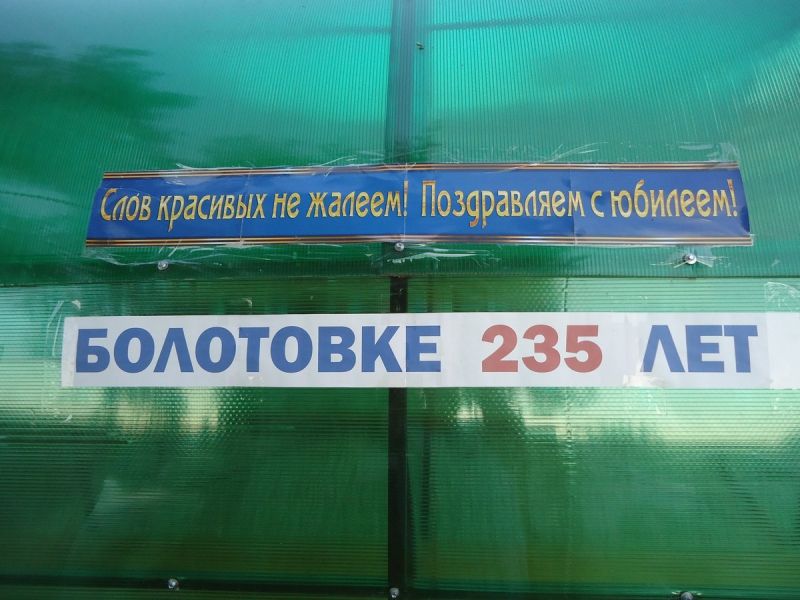 Слов красивых не жалеем! Поздравляем с юбилеем!
БОЛОТОВКЕ 235 ЛЕТ